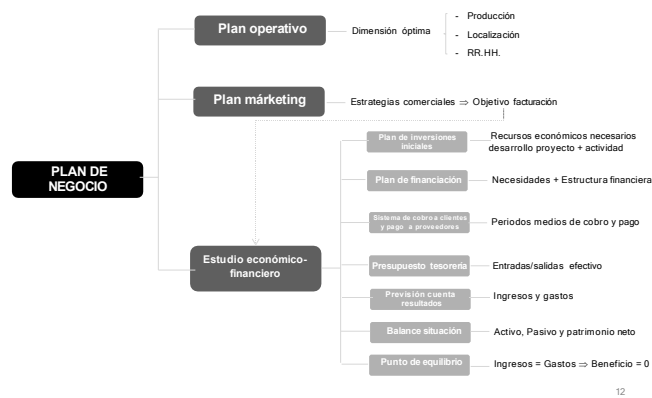 Plan operativo
Dimensión óptima
- Producción
- Localización
- RR.HH.
Plan márketing
Estrategias comerciales ⇒ Objetivo facturación
PLAN DE
NEGOCIO
Estudio económico-
financiero
Plan de inversiones
iniciales
Recursos económicos necesarios
desarrollo proyecto + actividad
Plan de financiación
Necesidades + Estructura financiera
Sistema de cobro a clientes
y pago a proveedores
Periodos medios de cobro y pago
Presupuesto tesorería
Entradas/salidas efectivo
Previsión cuenta
resultados
Ingresos y gastos
Balance situación
Activo, Pasivo y patrimonio neto
Punto de equilibrio
Ingresos = Gastos ⇒ Beneficio = 0
12